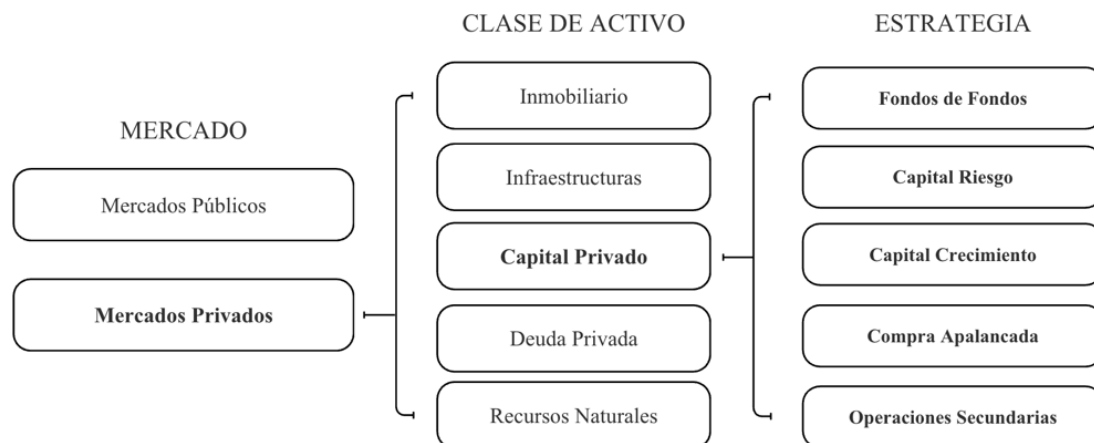 MERCADO
Mercados Públicos
Mercados Privados
CLASE DE ACTIVO
Inmobiliario
Infraestructuras
Capital Privado
Deuda Privada
Recursos Naturales
ESTRATEGIA
Fondos de Fondos
Capital Riesgo
Capital Crecimiento
Compra Apalancada
Operaciones Secundarias